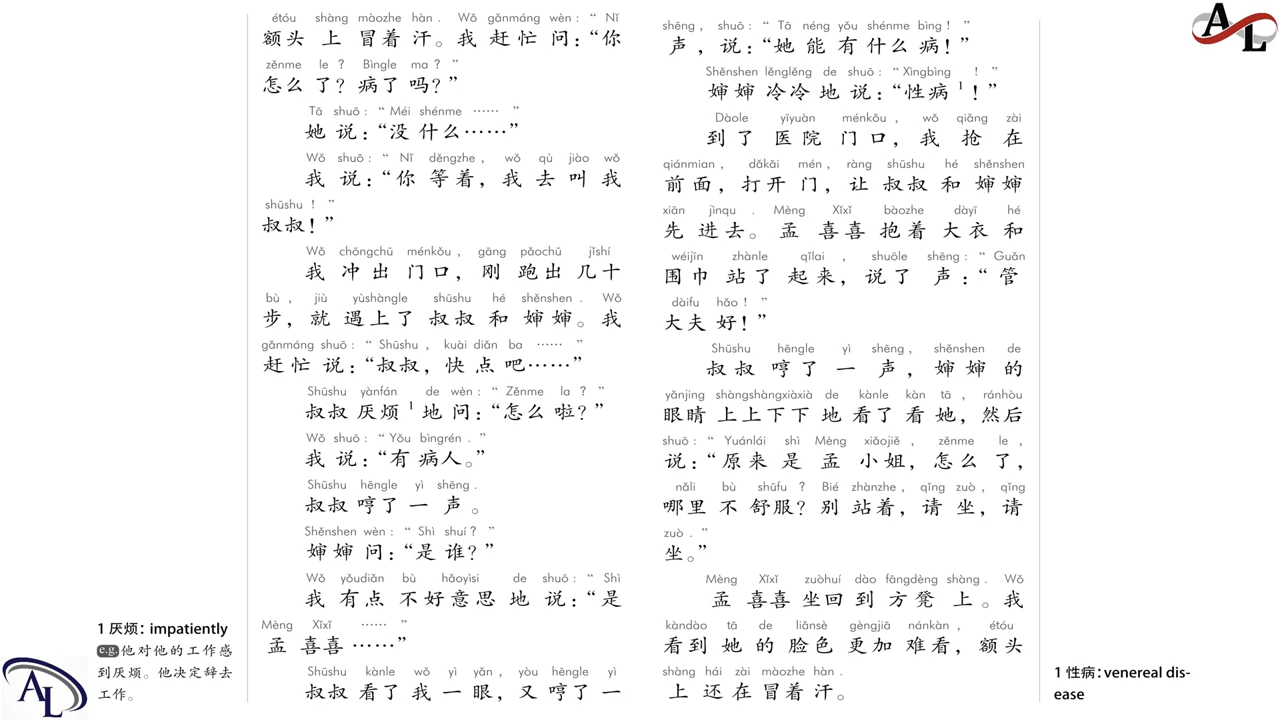 étóu shàng màozhe hàn. Wǒ gǎnmáng wèn: “Nǐ
额头 上 冒着 汗。我 赶忙 问：“你
zěnme le? Bìngle ma?”
怎么 了？病了 吗？”
Tā shuō: “Méi shénme ……”
她 说：“没 什么……”
Wǒ shuō: “Nǐ děngzhe, wǒ qù jiào wǒ
我 说：“你 等着，我 去 叫 我
shūshu!”
叔叔！”
Wǒ chōngchū ménkǒu, gāng pǎochū jǐshí
我 冲出 门口，刚 跑出 几十
bù, jiù yùshàngle shūshu hé shěnshen. Wǒ
步，就 遇上了 叔叔 和 婶婶。我
gǎnmáng shuō: “Shūshu, kuài diǎn ba ……”
赶忙 说：“叔叔，快 点 吧……”
Shūshu yànfán de wèn: “Zěnme la?”
叔叔 厌烦1 地 问：“怎么 啦？”
Wǒ shuō: “Yǒu bìngrén.”
我 说：“有 病人。”
Shūshu hēngle yì shēng.
叔叔 哼了 一 声。
Shěnshen wèn: “Shì shuí?”
婶婶 问：“是 谁？”
Wǒ yǒudiǎn bù hǎoyìsi de shuō: “Shì
我 有点 不 好意思 地 说：“是
Mèng Xǐxǐ ……”
孟 喜喜……”
Shūshu kànle wǒ yì yǎn, yòu hēngle yì
叔叔 看了 我 一 眼，又 哼了 一
1 厌烦：impatiently
e.g. 他对他的工作感
到厌烦。他决定辞去
工作。
AL
shēng, shuō: “Tā néng yǒu shénme bìng!”
声，说：“她 能 有 什么 病！”
Shěnshen lěnglěng de shuō: “Xìngbìng!”
婶婶 冷冷 地 说：“性病1！”
Dàole yīyuàn ménkǒu, wǒ qiǎng zài
到了 医院 门口，我 抢 在
qiánmian, dǎkāi mén, ràng shūshu hé shěnshen
前面，打开 门，让 叔叔 和 婶婶
xiān jìnqu. Mèng Xǐxǐ bàozhe dàyī hé
先 进去。孟 喜喜 抱着 大衣 和
wéijīn zhànle qǐlai, shuōle shēng: “Guǎn
围巾 站了 起来，说了 声：“管
dàifu hǎo!”
大夫 好！”
Shūshu hēngle yì shēng, shěnshen de
叔叔 哼了 一 声，婶婶 的
yǎnjing shàngshàngxiàxià de kànle kàn tā, ránhòu
眼睛 上上下下 地 看了 看 她，然后
shuō: “Yuánlái shì Mèng xiǎojiě, zěnme le,
说：“原来 是 孟 小姐，怎么 了，
nǎli bù shūfu? Bié zhànzhe, qǐng zuò, qǐng
哪里 不 舒服？别 站着，请 坐，请
zuò.”
坐。”
Mèng Xǐxǐ zuòhuí dào fāngdèng shàng. Wǒ
孟 喜喜 坐回 到 方凳 上。我
kàndào tā de liǎnsè gèngjiā nánkàn, étóu
看到 她 的 脸色 更加 难看，额头
shàng hái zài màozhe hàn.
上 还 在 冒着 汗。
1 性病：venereal dis-
ease
AL